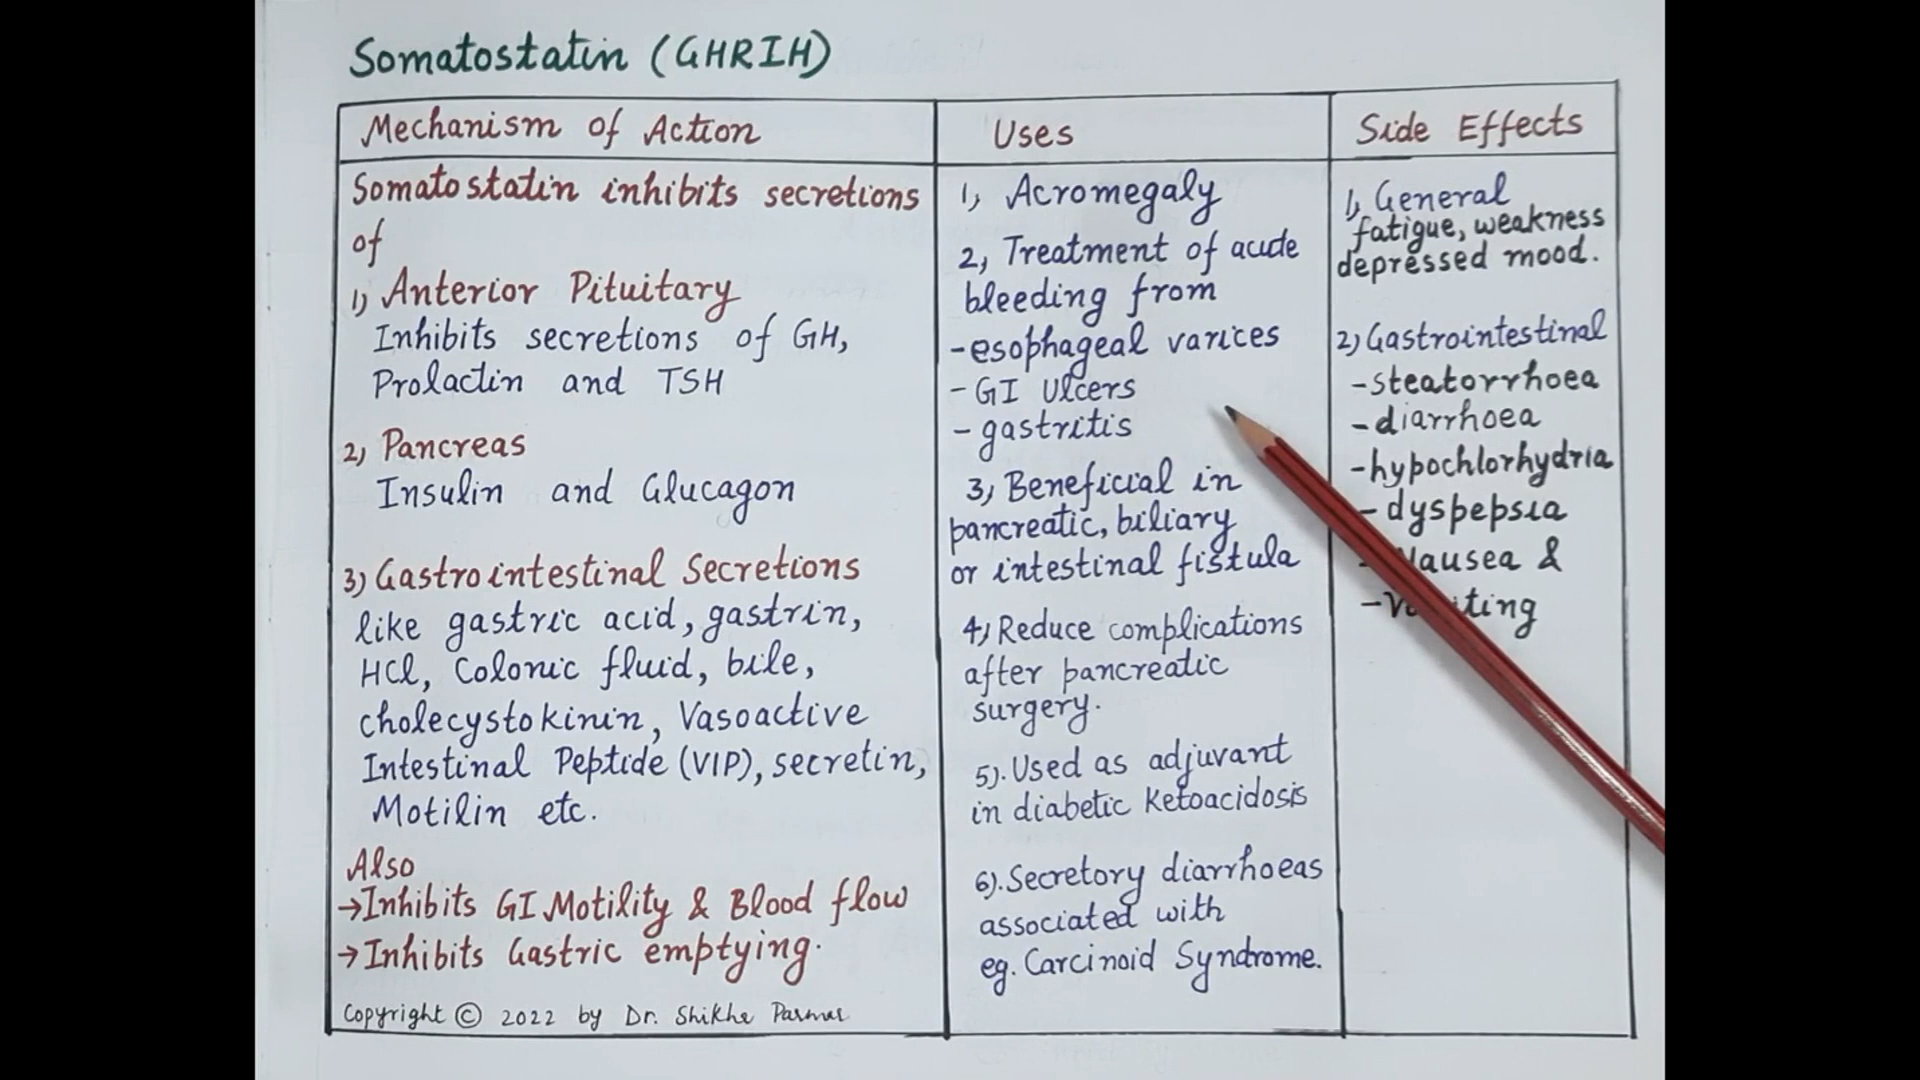 Somatostatin (GHRIH)
Mechanism of Action
Somatostatin inhibits secretions
of
1) Anterior Pituitary
Inhibits secretions of GH,
Prolactin and TSH
2) Pancreas
Insulin and Glucagon
3) Gastrointestinal Secretions
like gastric acid, gastrin,
HCl, Colonic fluid, bile,
cholecystokinin, Vasoactive
Intestinal Peptide (VIP), secretin,
Motilin etc.
Also
→Inhibits GI Motility & Blood flow
→Inhibits Gastric emptying.
Copyright © 2022 by Dr. Shikha Parmar
Uses
1, Acromegaly
2, Treatment of acute
bleeding from
-esophageal varices
- GI Ulcers
- gastritis
3, Beneficial in
pancreatic, biliary
or intestinal fistula
4, Reduce complications
after pancreatic
surgery.
5). Used as adjuvant
in diabetic Ketoacidosis
6). Secretory diarrhoeas
associated with
eg. Carcinoid Syndrome.
Side Effects
1, General
fatigue, weakness
depressed mood.
2) Gastrointestinal
-steatorrhoea
-diarrhoea
-hypochlorhydria
- dyspepsia
&